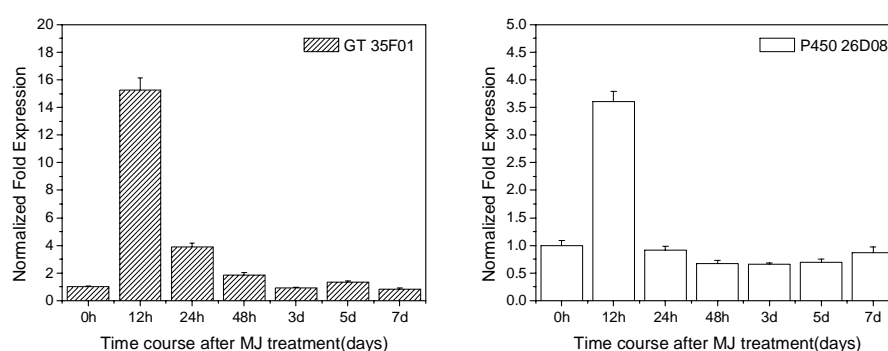 20
18
16
14
12
10
8
6
4
2
0
Normalized Fold Expression
GT 35F01
0h 12h 24h 48h 3d 5d 7d
Time course after MJ treatment(days)
5.0
4.5
4.0
3.5
3.0
2.5
2.0
1.5
1.0
0.5
0.0
Normalized Fold Expression
P450 26D08
0h 12h 24h 48h 3d 5d 7d
Time course after MJ treatment(days)